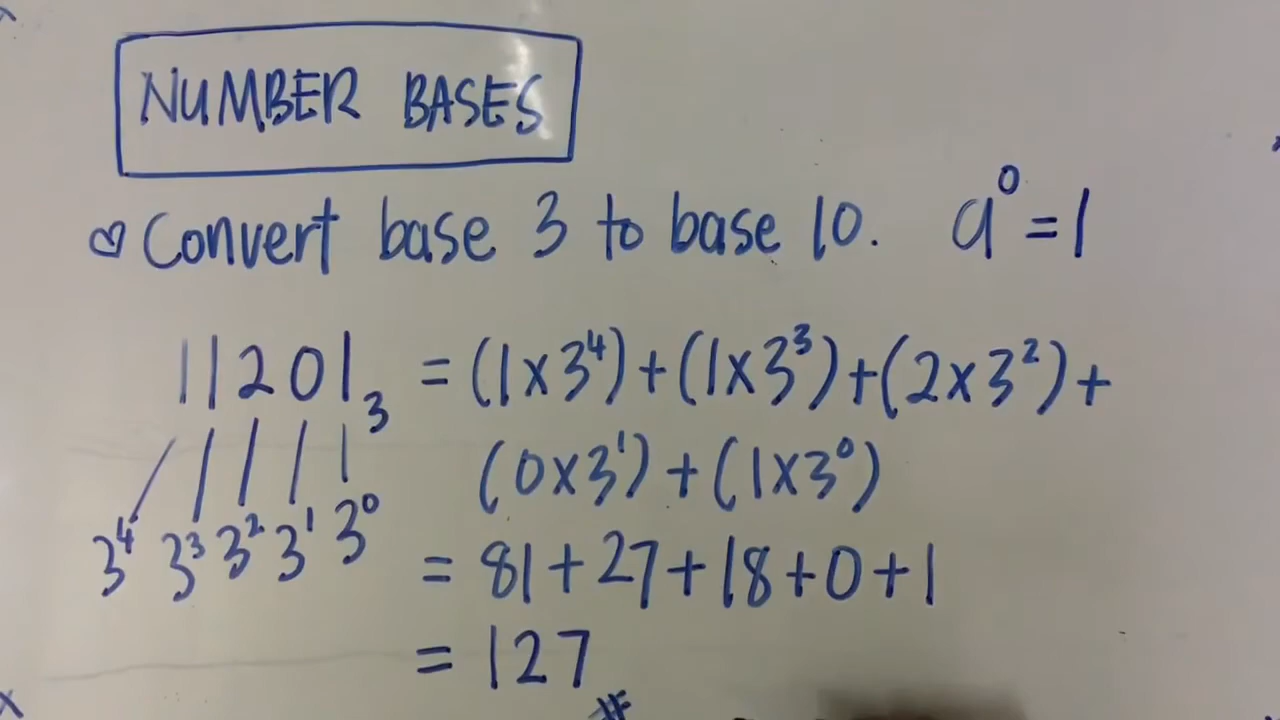 NUMBER BASES
♡ Convert base 3 to base 10. a⁰ = 1
11201₃ = (1×3⁴)+(1×3³)+(2×3²)+
(0×3¹)+(1×3⁰)
3⁴ 3³ 3² 3¹ 3⁰
= 81+27+18+0+1
= 127